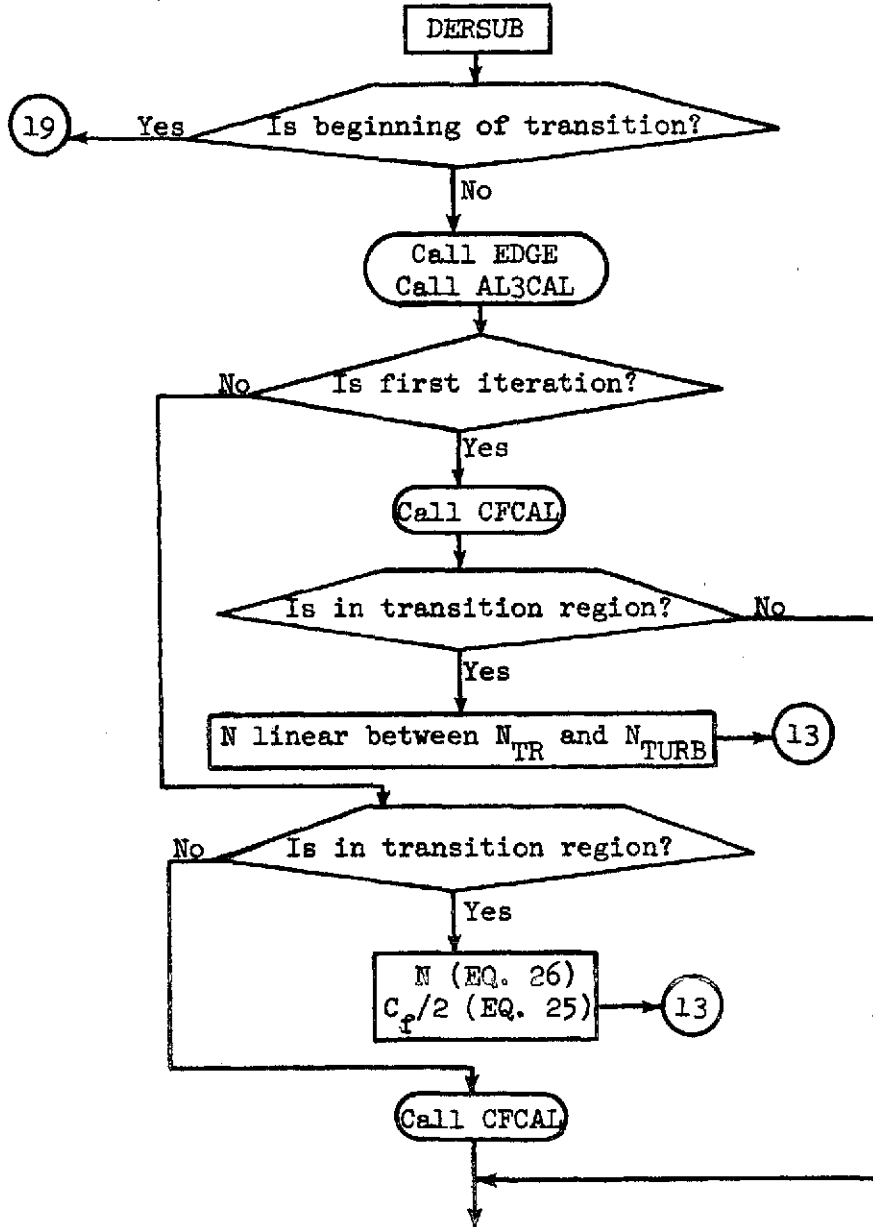 DERSUB
Is beginning of transition?
Yes
19
No
Call EDGE
Call AL3CAL
Is first iteration?
No
Yes
Call CFCAL
Is in transition region?
No
Yes
N linear between N_TR and N_TURB
13
Is in transition region?
No
Yes
N (EQ. 26)
C_f/2 (EQ. 25)
13
Call CFCAL